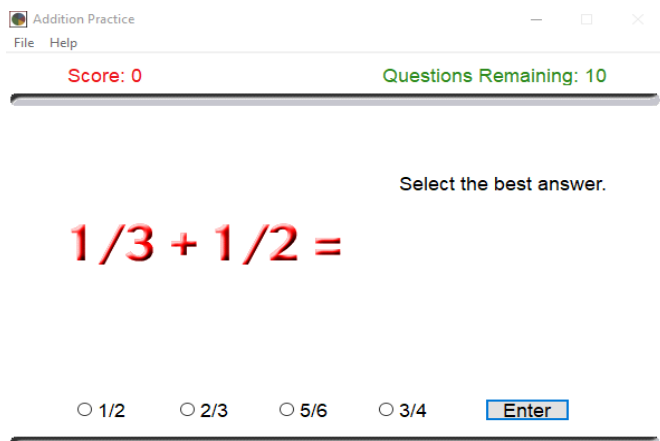 Addition Practice
File Help
Score: 0 Questions Remaining: 10
Select the best answer.
1/3 + 1/2 =
1/2 2/3 5/6 3/4 Enter